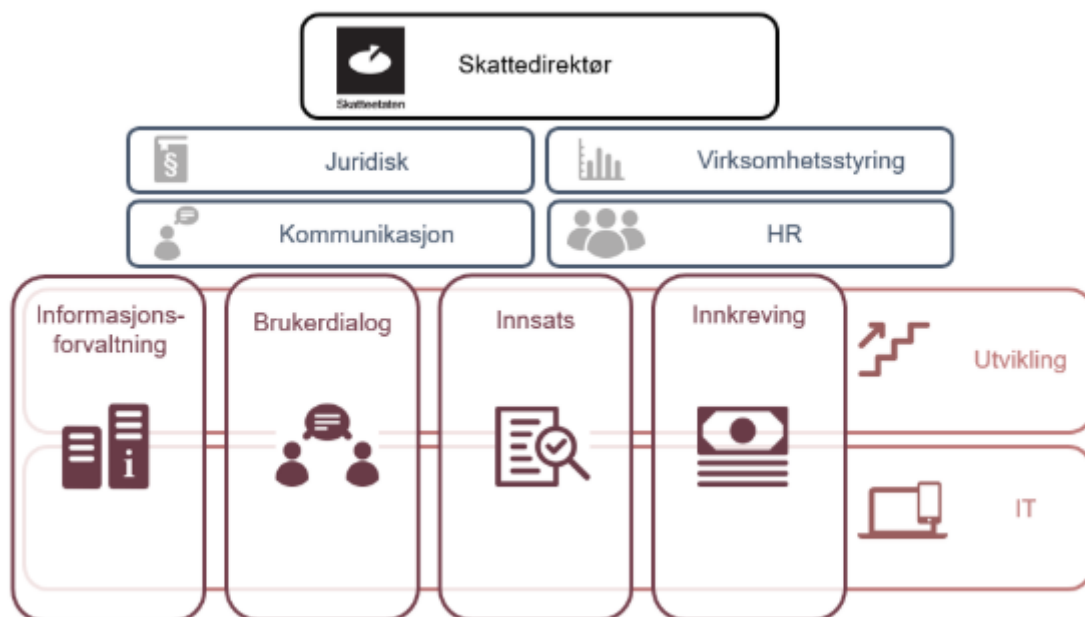 Skattedirektør
Skatteetaten
Juridisk
Virksomhetsstyring
Kommunikasjon
HR
Informasjons-
forvaltning
Brukerdialog
Innsats
Innkreving
Utvikling
IT
§
i